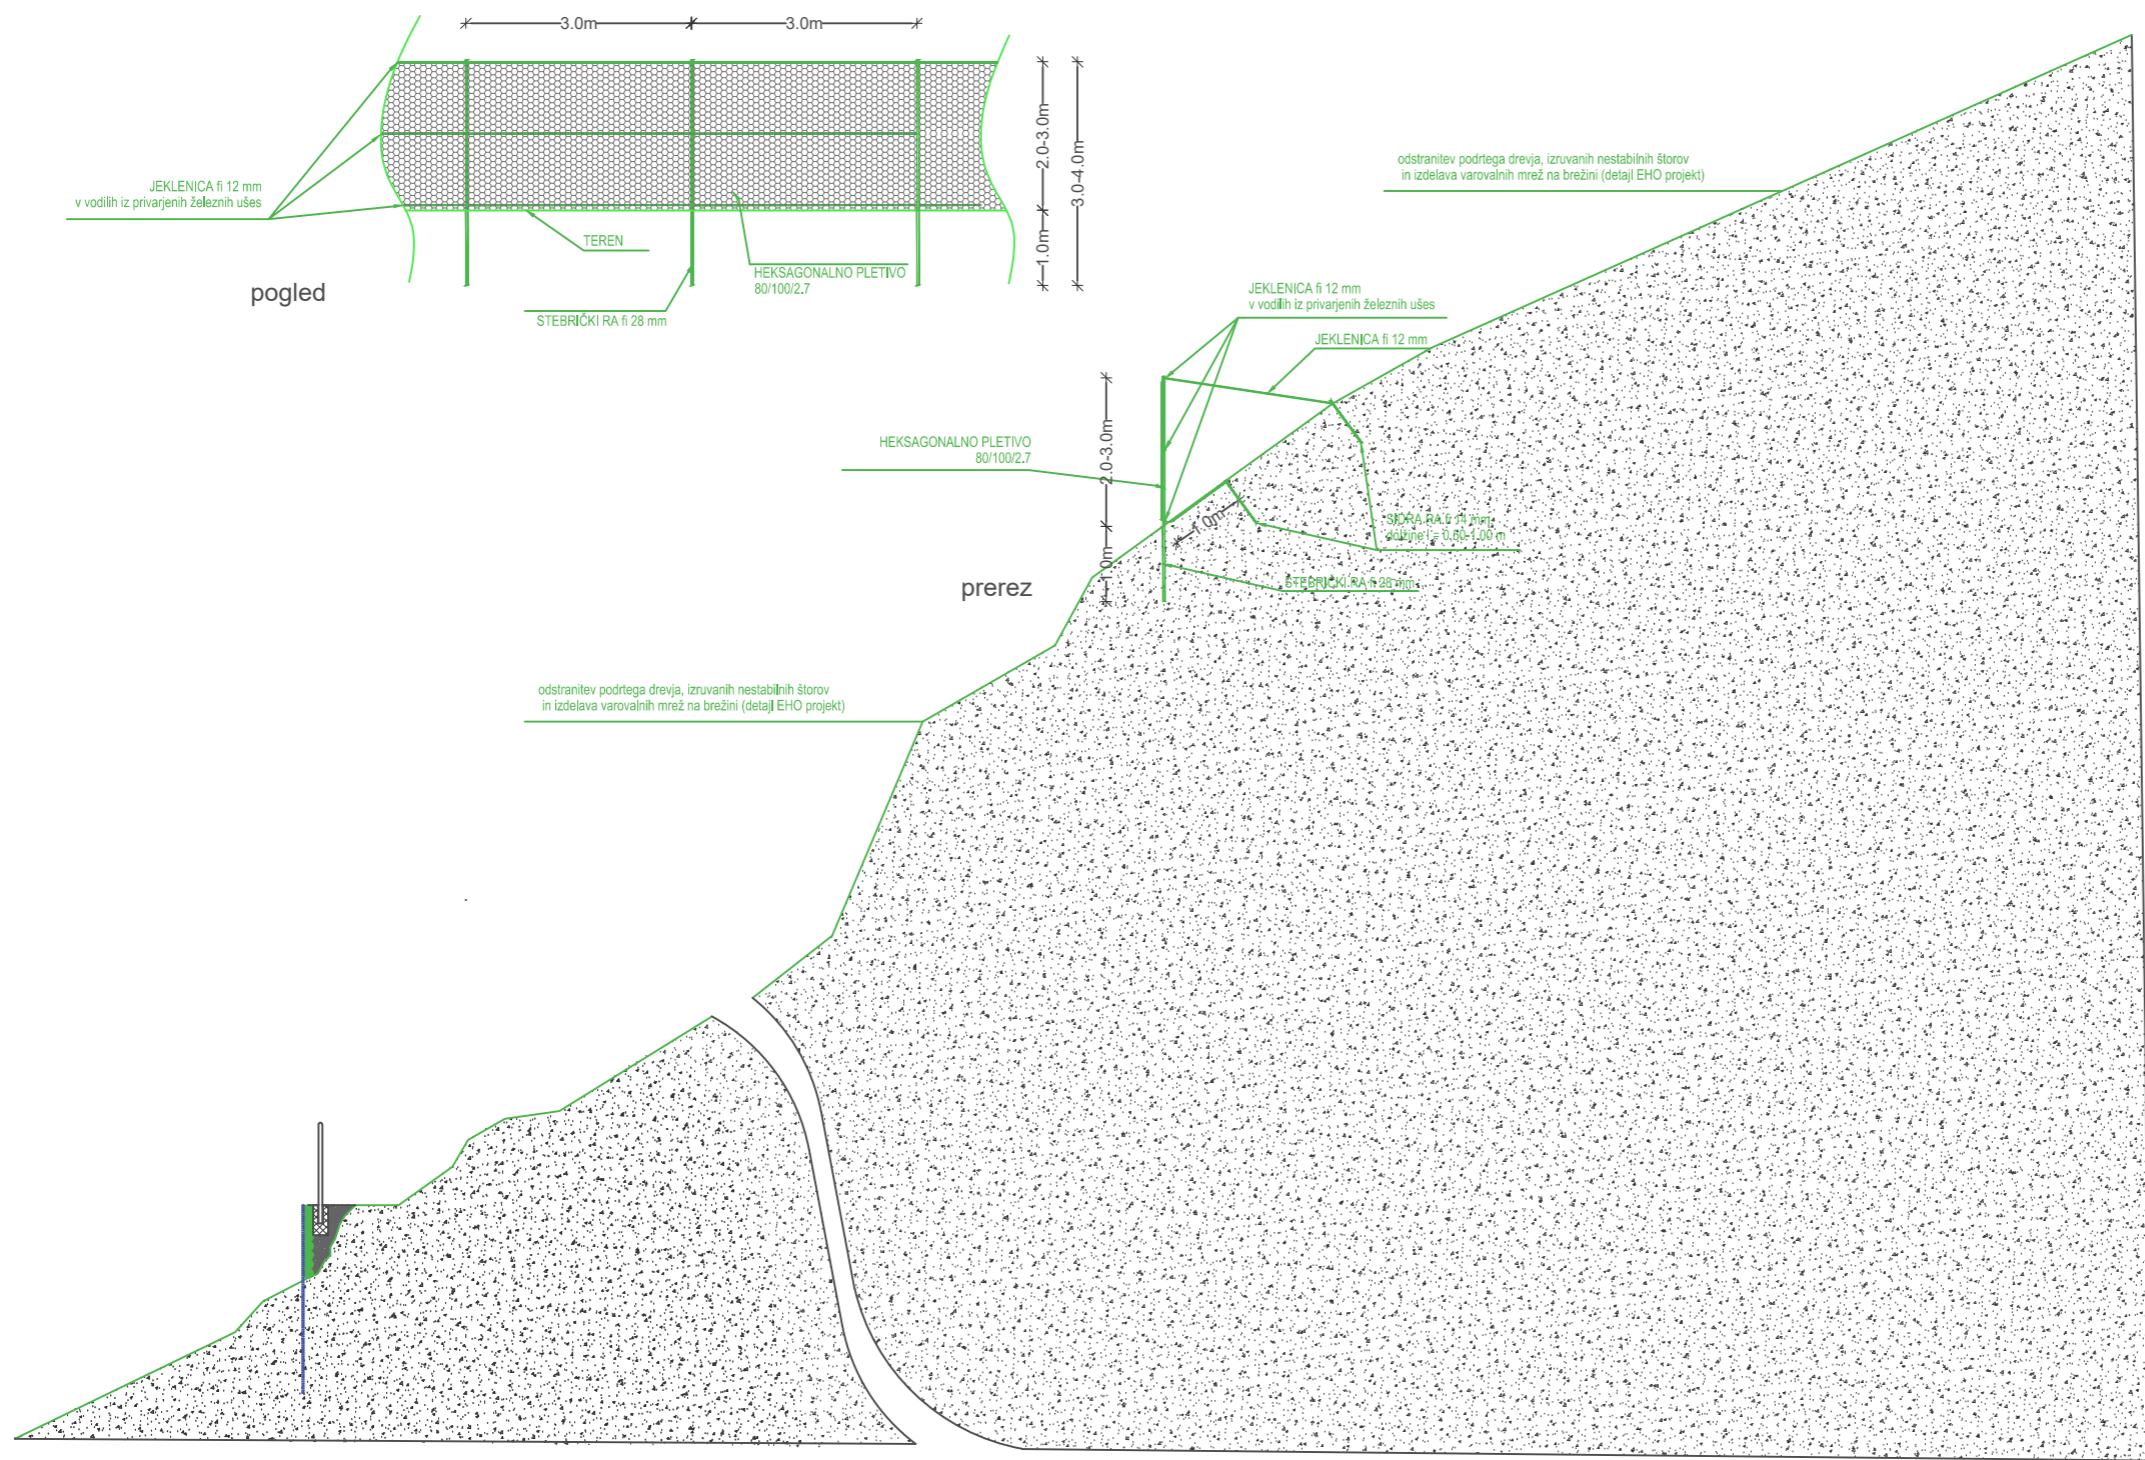 3.0m
3.0m
2.0-3.0m
3.0-4.0m
1.0m
JEKLENICA fi 12 mm
v vodilih iz privarjenih železnih ušes
TEREN
HEKSAGONALNO PLETIVO
80/100/2.7
STEBRIČKI RA fi 28 mm
pogled
odstranitev podrtega drevja, izruvanih nestabilnih štorov
in izdelava varovalnih mrež na brežini (detajl EHO projekt)
JEKLENICA fi 12 mm
v vodilih iz privarjenih železnih ušes
JEKLENICA fi 12 mm
HEKSAGONALNO PLETIVO
80/100/2.7
2.0-3.0m
1.0m
1.0m
SIDRA RA fi 14 mm
dolžine l = 0.60-1.00 m
STEBRIČKI RA fi 28 mm
prerez
odstranitev podrtega drevja, izruvanih nestabilnih štorov
in izdelava varovalnih mrež na brežini (detajl EHO projekt)